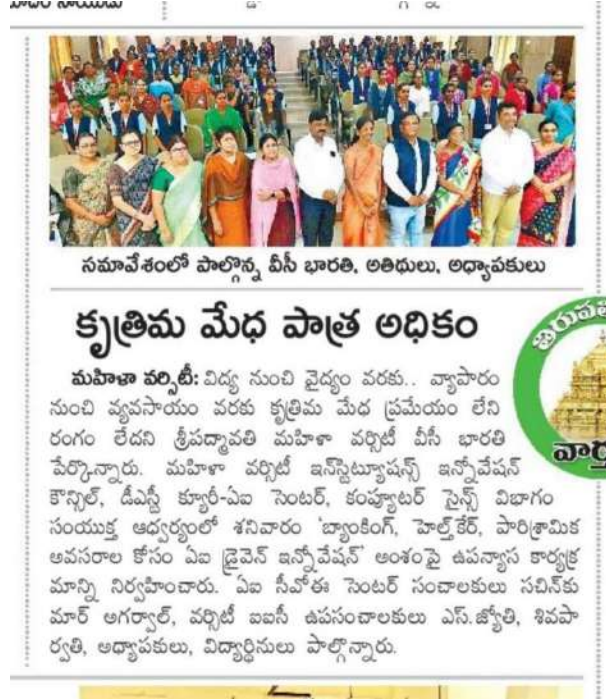 సమావేశంలో పాల్గొన్న వీసీ భారతి, అతిథులు, అధ్యాపకులు
కృత్రిమ మేధ పాత్ర అధికం
మహిళా వర్సిటీ: విద్య నుంచి వైద్యం వరకు.. వ్యాపారం
నుంచి వ్యవసాయం వరకు కృత్రిమ మేధ ప్రమేయం లేని
రంగం లేదని శ్రీపద్మావతి మహిళా వర్సిటీ వీసీ భారతి
పేర్కొన్నారు. మహిళా వర్సిటీ ఇన్‌స్టిట్యూషన్స్ ఇన్నోవేషన్
కౌన్సిల్, డీఎస్టీ క్యూరీ-ఏఐ సెంటర్, కంప్యూటర్ సైన్స్ విభాగం
సంయుక్త ఆధ్వర్యంలో శనివారం 'బ్యాంకింగ్, హెల్త్‌కేర్, పారిశ్రామిక
అవసరాల కోసం ఏఐ డ్రైవెన్ ఇన్నోవేషన్' అంశంపై ఉపన్యాస కార్యక్ర
మాన్ని నిర్వహించారు. ఏఐ సీవోఈ సెంటర్ సంచాలకులు సచిన్‌కు
మార్ అగర్వాల్, వర్సిటీ ఐఐసీ ఉపసంచాలకులు ఎస్.జ్యోతి, శివపా
ర్వతి, అధ్యాపకులు, విద్యార్థినులు పాల్గొన్నారు.